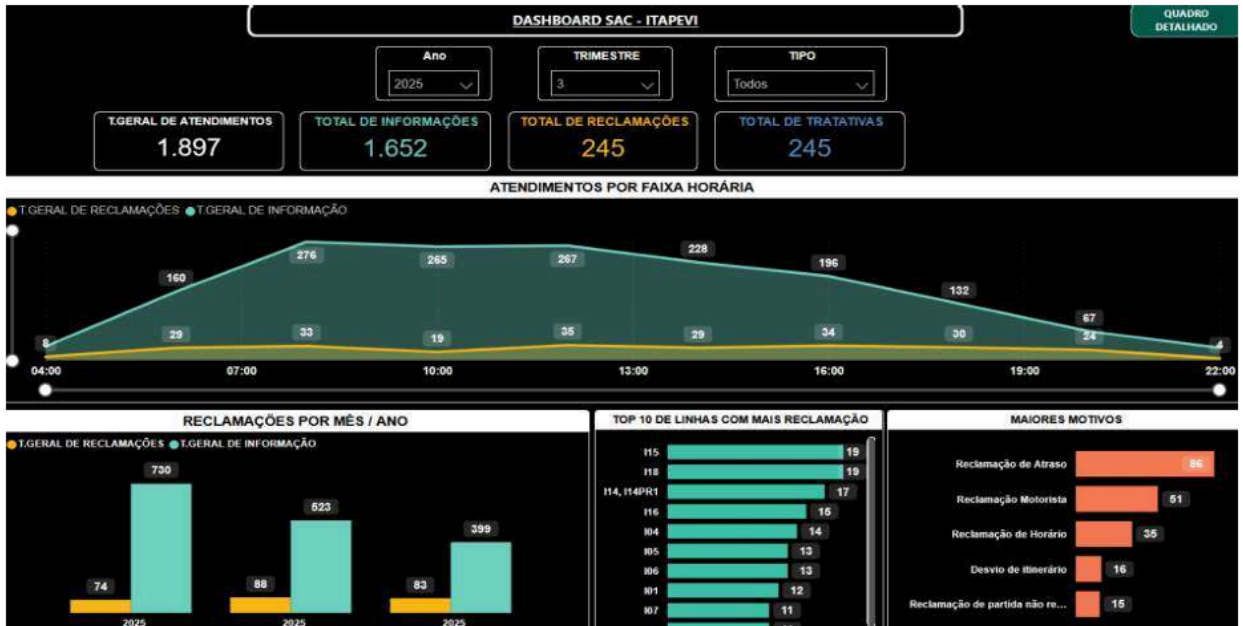 DASHBOARD SAC - ITAPEVI
QUADRO
DETALHADO
Ano
2025
TRIMESTRE
3
TIPO
Todos
T.GERAL DE ATENDIMENTOS
1.897
TOTAL DE INFORMAÇÕES
1.652
TOTAL DE RECLAMAÇÕES
245
TOTAL DE TRATATIVAS
245
ATENDIMENTOS POR FAIXA HORÁRIA
T.GERAL DE RECLAMAÇÕES T.GERAL DE INFORMAÇÃO
8 160 276 265 267 228 196 132 67 4
29 33 19 35 29 34 30 24
04:00 07:00 10:00 13:00 16:00 19:00 22:00
RECLAMAÇÕES POR MÊS / ANO
T.GERAL DE RECLAMAÇÕES T.GERAL DE INFORMAÇÃO
74 730 88 523 83 399
2025 2025 2025
TOP 10 DE LINHAS COM MAIS RECLAMAÇÃO
I15 19
I18 19
I14, I14PR1 17
I16 15
I04 14
I05 13
I06 13
I01 12
I07 11
MAIORES MOTIVOS
Reclamação de Atraso 86
Reclamação Motorista 51
Reclamação de Horário 35
Desvio de itinerário 16
Reclamação de partida não re... 15